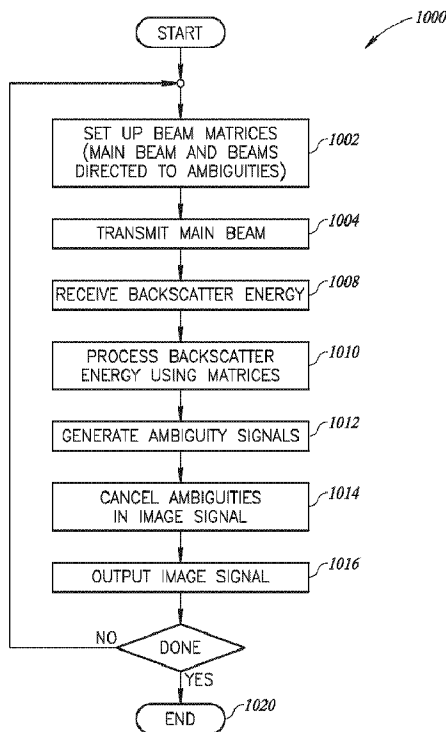 START
1000
SET UP BEAM MATRICES
(MAIN BEAM AND BEAMS
DIRECTED TO AMBIGUITIES)
1002
TRANSMIT MAIN BEAM
1004
RECEIVE BACKSCATTER ENERGY
1008
PROCESS BACKSCATTER
ENERGY USING MATRICES
1010
GENERATE AMBIGUITY SIGNALS
1012
CANCEL AMBIGUITIES
IN IMAGE SIGNAL
1014
OUTPUT IMAGE SIGNAL
1016
NO
DONE
YES
END
1020